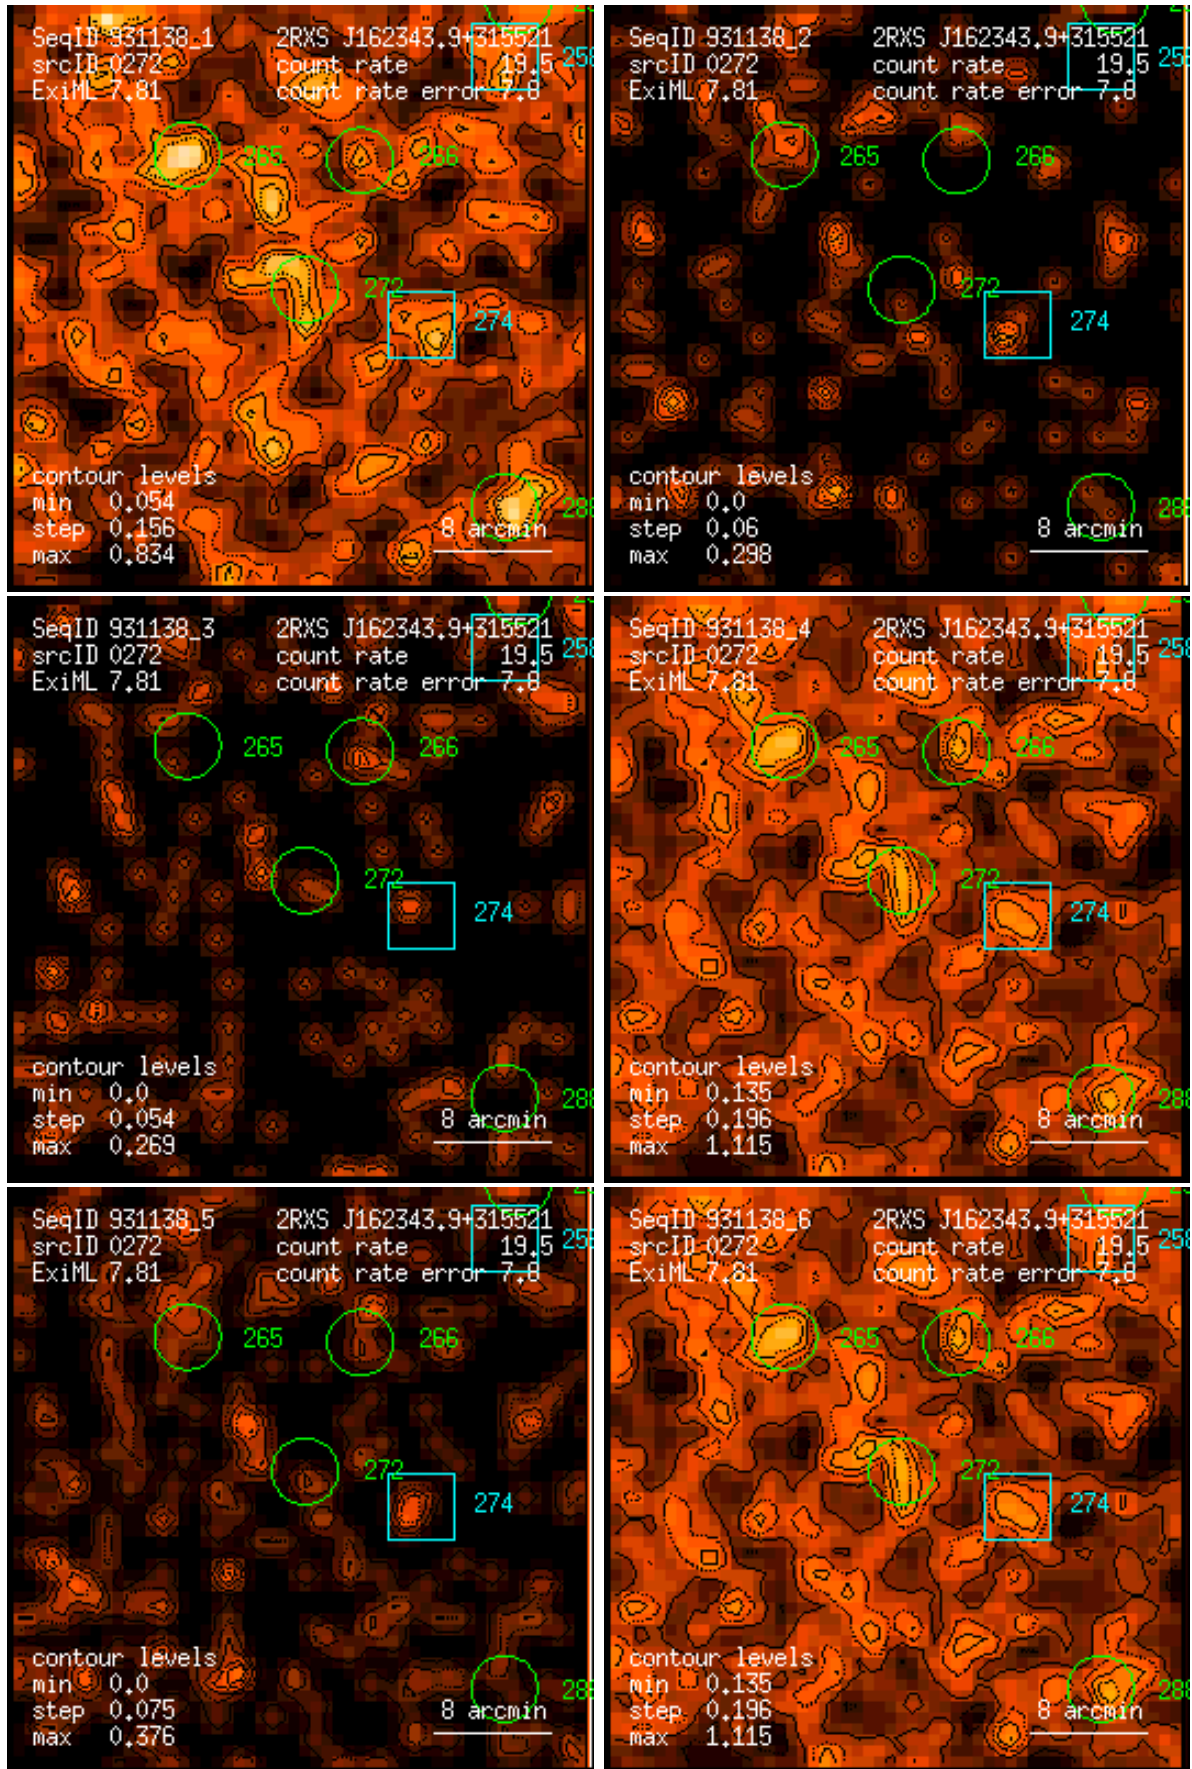 SeqID 931138_1 2RXS J162343.9+315521
srcID 0272 count rate 19.5 258
ExiML 7.81 count rate error 7.8
265 266
272
274
contour levels
min 0.054
step 0.156 8 arcmin
max 0.834
SeqID 931138_2 2RXS J162343.9+315521
srcID 0272 count rate 19.5 258
ExiML 7.81 count rate error 7.8
265 266
272
274
contour levels
min 0.0
step 0.06 8 arcmin
max 0.298
SeqID 931138_3 2RXS J162343.9+315521
srcID 0272 count rate 19.5 258
ExiML 7.81 count rate error 7.8
265 266
272
274
contour levels
min 0.0
step 0.054 8 arcmin
max 0.269
SeqID 931138_4 2RXS J162343.9+315521
srcID 0272 count rate 19.5 258
ExiML 7.81 count rate error 7.8
265 266
272
274
contour levels
min 0.135
step 0.196 8 arcmin
max 1.115
SeqID 931138_5 2RXS J162343.9+315521
srcID 0272 count rate 19.5 258
ExiML 7.81 count rate error 7.8
265 266
272
274
contour levels
min 0.0
step 0.075 8 arcmin
max 0.376
SeqID 931138_6 2RXS J162343.9+315521
srcID 0272 count rate 19.5 258
ExiML 7.81 count rate error 7.8
265 266
272
274
contour levels
min 0.135
step 0.196 8 arcmin
max 1.115